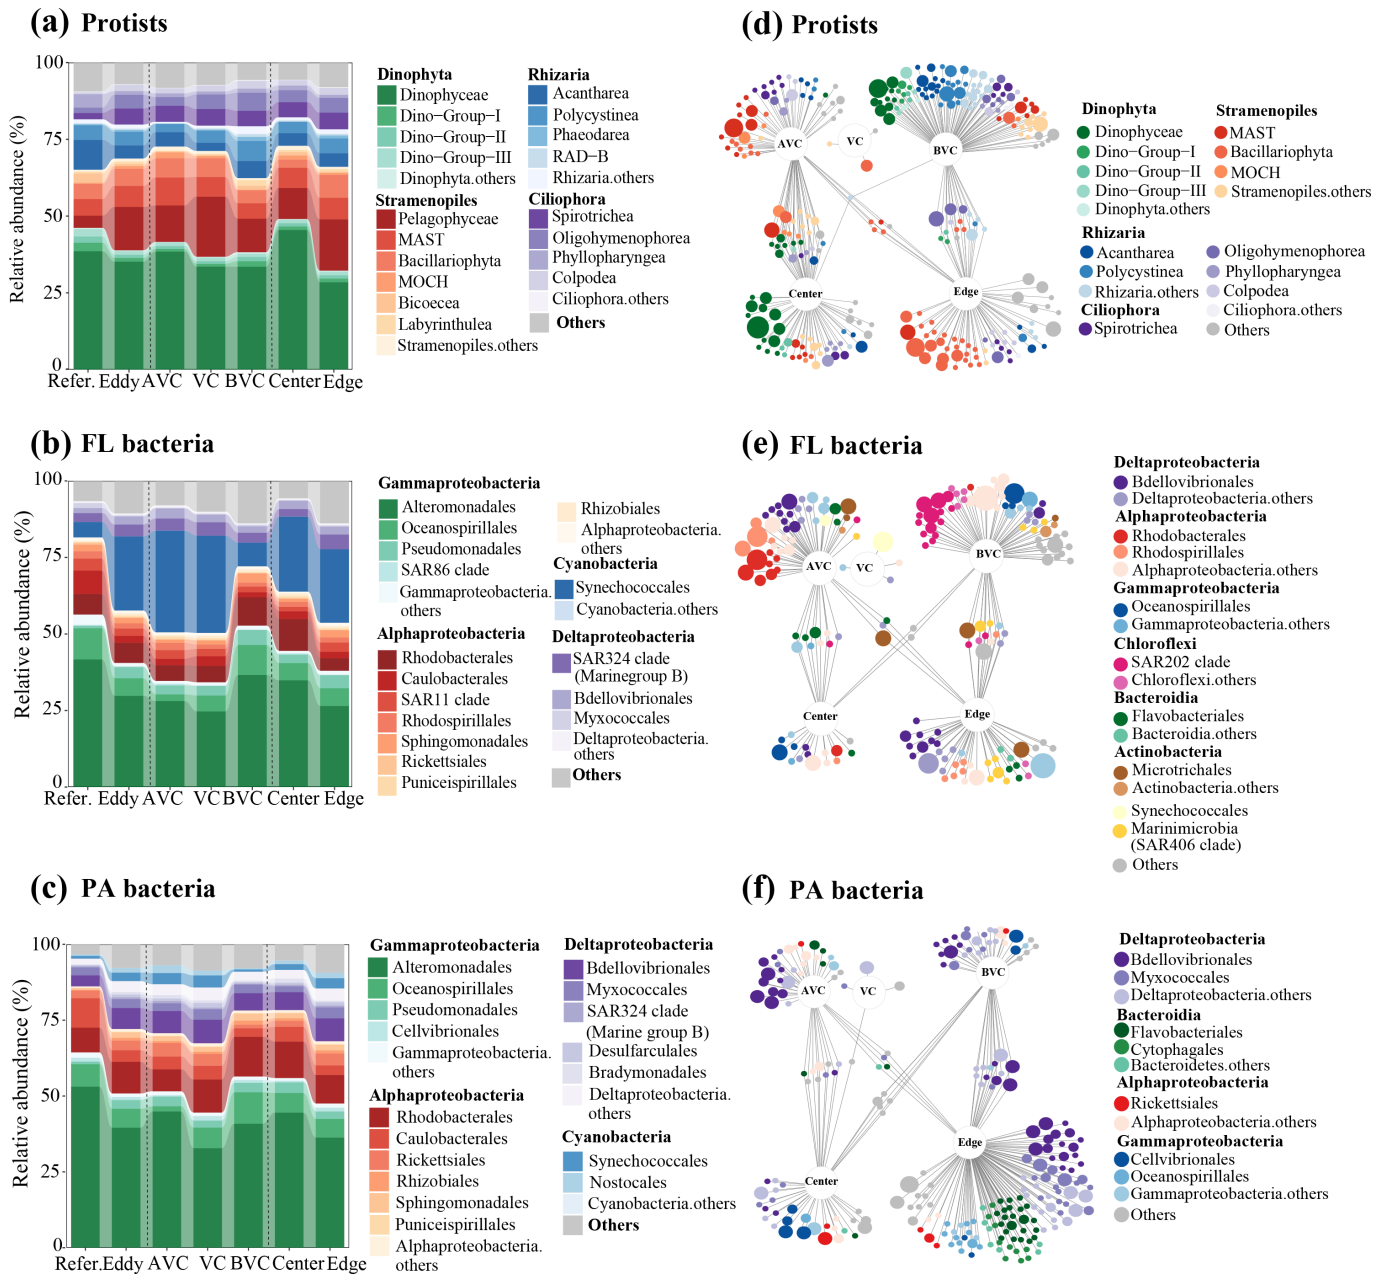 (a) Protists
Relative abundance (%)
100
75
50
25
0
Refer. Eddy AVC VC BVC Center Edge
Dinophyta
Dinophyceae
Dino−Group−I
Dino−Group−II
Dino−Group−III
Dinophyta.others
Stramenopiles
Pelagophyceae
MAST
Bacillariophyta
MOCH
Bicoecea
Labyrinthulea
Stramenopiles.others
Rhizaria
Acantharea
Polycystinea
Phaeodarea
RAD−B
Rhizaria.others
Ciliophora
Spirotrichea
Oligohymenophorea
Phyllopharyngea
Colpodea
Ciliophora.others
Others
(d) Protists
AVC
VC
BVC
Center
Edge
Dinophyta
Dinophyceae
Dino−Group−I
Dino−Group−II
Dino−Group−III
Dinophyta.others
Rhizaria
Acantharea
Polycystinea
Rhizaria.others
Ciliophora
Spirotrichea
Stramenopiles
MAST
Bacillariophyta
MOCH
Stramenopiles.others
Oligohymenophorea
Phyllopharyngea
Colpodea
Ciliophora.others
Others
(b) FL bacteria
Relative abundance (%)
100
75
50
25
0
Refer. Eddy AVC VC BVC Center Edge
Gammaproteobacteria
Alteromonadales
Oceanospirillales
Pseudomonadales
SAR86 clade
Gammaproteobacteria.
others
Alphaproteobacteria
Rhodobacterales
Caulobacterales
SAR11 clade
Rhodospirillales
Sphingomonadales
Rickettsiales
Puniceispirillales
Rhizobiales
Alphaproteobacteria.
others
Cyanobacteria
Synechococcales
Cyanobacteria.others
Deltaproteobacteria
SAR324 clade
(Marinegroup B)
Bdellovibrionales
Myxococcales
Deltaproteobacteria.
others
Others
(e) FL bacteria
AVC
VC
BVC
Center
Edge
Deltaproteobacteria
Bdellovibrionales
Deltaproteobacteria.others
Alphaproteobacteria
Rhodobacterales
Rhodospirillales
Alphaproteobacteria.others
Gammaproteobacteria
Oceanospirillales
Gammaproteobacteria.others
Chloroflexi
SAR202 clade
Chloroflexi.others
Bacteroidia
Flavobacteriales
Bacteroidia.others
Actinobacteria
Microtrichales
Actinobacteria.others
Synechococcales
Marinimicrobia
(SAR406 clade)
Others
(c) PA bacteria
Relative abundance (%)
100
75
50
25
0
Refer. Eddy AVC VC BVC Center Edge
Gammaproteobacteria
Alteromonadales
Oceanospirillales
Pseudomonadales
Cellvibrionales
Gammaproteobacteria.
others
Alphaproteobacteria
Rhodobacterales
Caulobacterales
Rickettsiales
Rhizobiales
Sphingomonadales
Puniceispirillales
Alphaproteobacteria.
others
Deltaproteobacteria
Bdellovibrionales
Myxococcales
SAR324 clade
(Marine group B)
Desulfarculales
Bradymonadales
Deltaproteobacteria.
others
Cyanobacteria
Synechococcales
Nostocales
Cyanobacteria.others
Others
(f) PA bacteria
AVC
VC
BVC
Edge
Center
Deltaproteobacteria
Bdellovibrionales
Myxococcales
Deltaproteobacteria.others
Bacteroidia
Flavobacteriales
Cytophagales
Bacteroidetes.others
Alphaproteobacteria
Rickettsiales
Alphaproteobacteria.others
Gammaproteobacteria
Cellvibrionales
Oceanospirillales
Gammaproteobacteria.others
Others